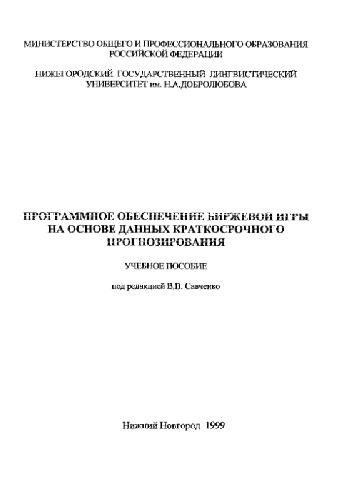 МИНИСТЕРСТВО ОБЩЕГО И ПРОФЕССИОНАЛЬНОГО ОБРАЗОВАНИЯ
РОССИЙСКОЙ ФЕДЕРАЦИИ
НИЖЕГОРОДСКИЙ ГОСУДАРСТВЕННЫЙ ЛИНГВИСТИЧЕСКИЙ
УНИВЕРСИТЕТ им. Н.А.ДОБРОЛЮБОВА
ПРОГРАММНОЕ ОБЕСПЕЧЕНИЕ БИРЖЕВОЙ ИГРЫ
НА ОСНОВЕ ДАННЫХ КРАТКОСРОЧНОГО
ПРОГНОЗИРОВАНИЯ
УЧЕБНОЕ ПОСОБИЕ
под редакцией В.В. Савченко
Нижний Новгород 1999